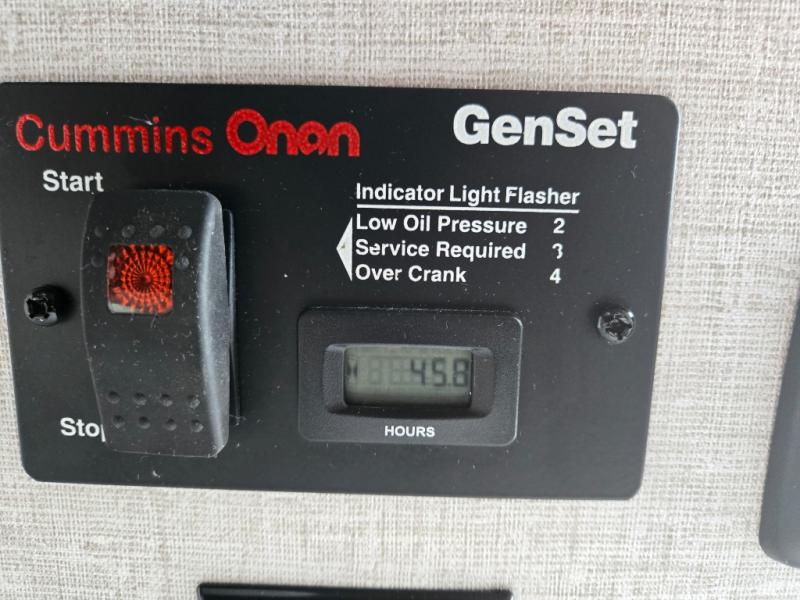 Cummins Onan
GenSet
Start
Indicator Light Flasher
Low Oil Pressure 2
Service Required 3
Over Crank 4
45.8
HOURS
Stop